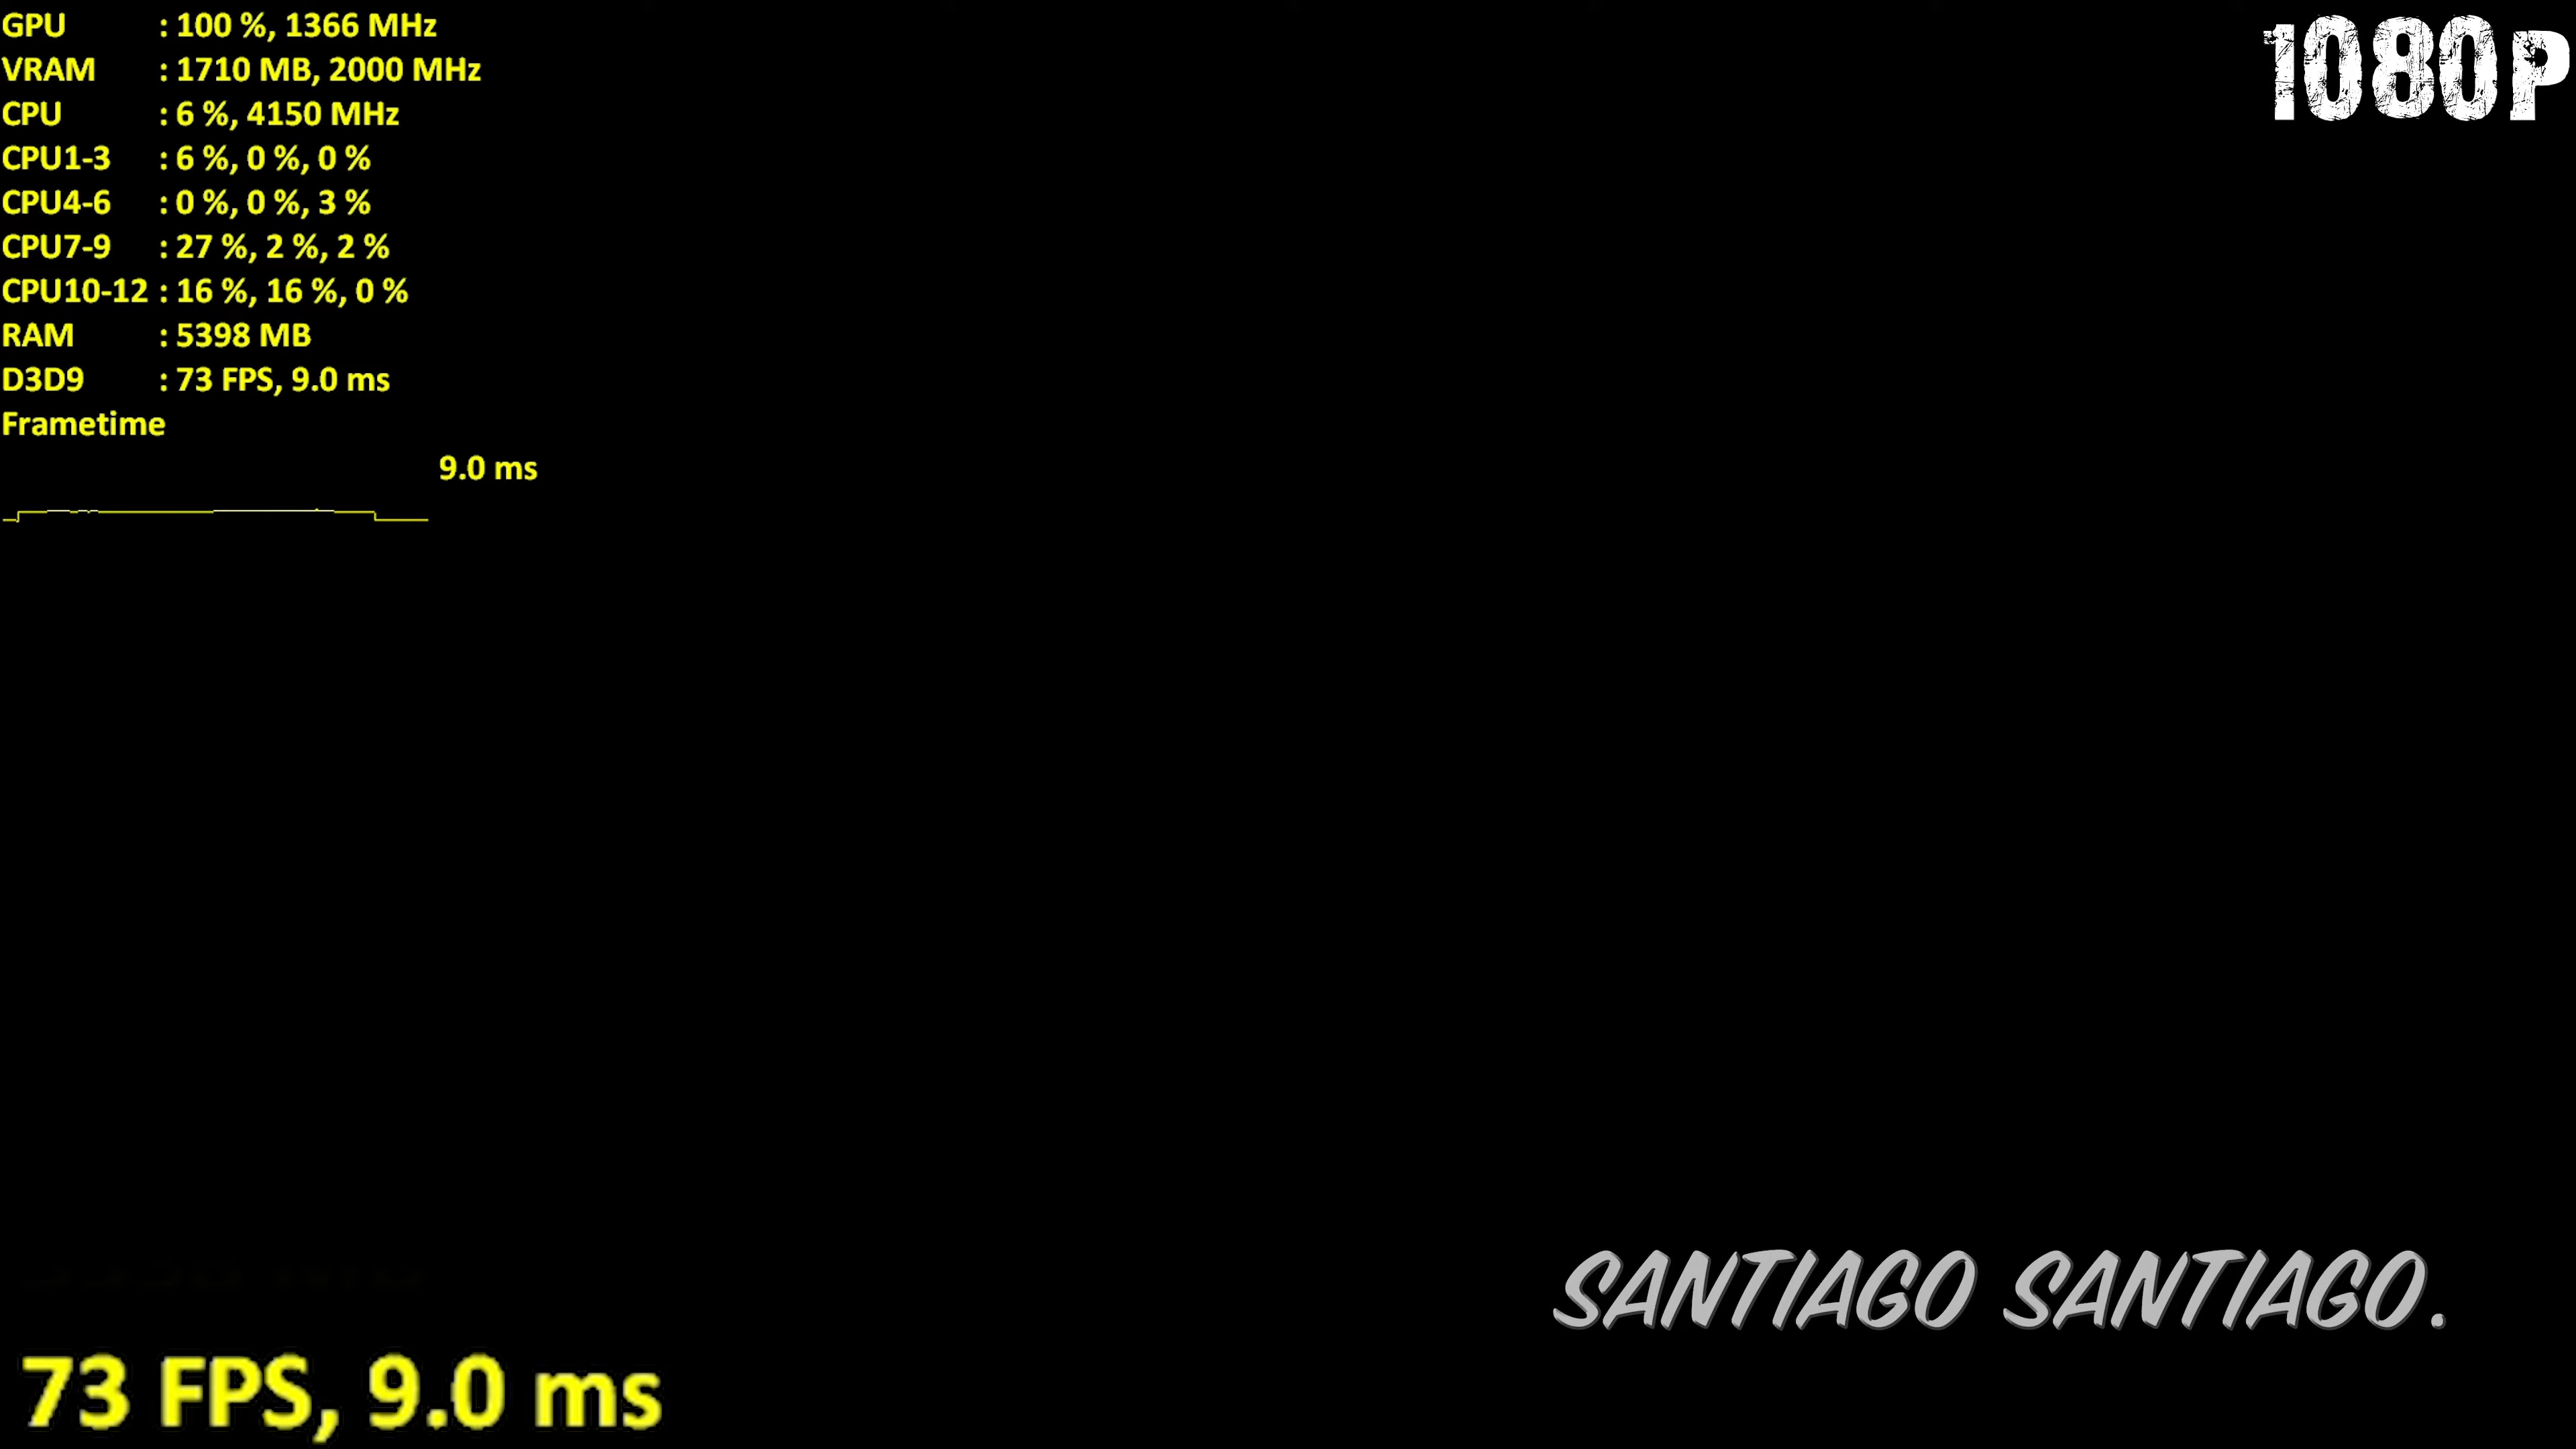 GPU : 100 %, 1366 MHz
VRAM : 1710 MB, 2000 MHz
CPU : 6 %, 4150 MHz
CPU1-3 : 6 %, 0 %, 0 %
CPU4-6 : 0 %, 0 %, 3 %
CPU7-9 : 27 %, 2 %, 2 %
CPU10-12 : 16 %, 16 %, 0 %
RAM : 5398 MB
D3D9 : 73 FPS, 9.0 ms
Frametime
9.0 ms
1080P
SANTIAGO SANTIAGO.
73 FPS, 9.0 ms